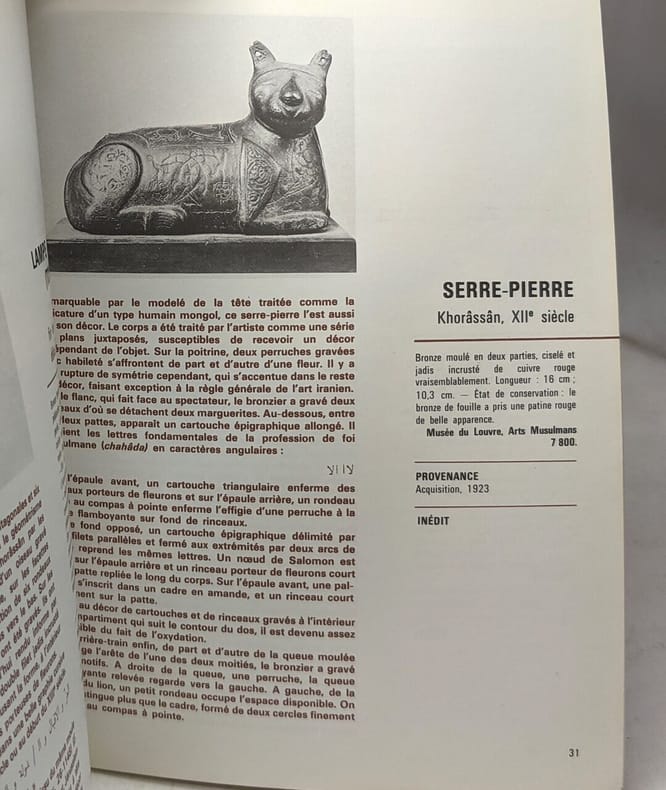 LAMP
marquable par le modelé de la tête traitée comme la
icature d'un type humain mongol, ce serre-pierre l'est aussi
son décor. Le corps a été traité par l'artiste comme une série
plans juxtaposés, susceptibles de recevoir un décor
épendant de l'objet. Sur la poitrine, deux perruches gravées
c habileté s'affrontent de part et d'autre d'une fleur. Il y a
rupture de symétrie cependant, qui s'accentue dans le reste
décor, faisant exception à la règle générale de l'art iranien.
le flanc, qui fait face au spectateur, le bronzier a gravé deux
eaux d'où se détachent deux marguerites. Au-dessous, entre
deux pattes, apparaît un cartouche épigraphique allongé. Il
ient les lettres fondamentales de la profession de foi
ulmane (chahâda) en caractères angulaires :
لا الا
l'épaule avant, un cartouche triangulaire enferme des
aux porteurs de fleurons et sur l'épaule arrière, un rondeau
au compas à pointe enferme l'effigie d'une perruche à la
e flamboyante sur fond de rinceaux.
e fond opposé, un cartouche épigraphique délimité par
filets parallèles et fermé aux extrémités par deux arcs de
reprend les mêmes lettres. Un nœud de Salomon est
sur l'épaule arrière et un rinceau porteur de fleurons court
patte repliée le long du corps. Sur l'épaule avant, une pal-
s'inscrit dans un cadre en amande, et un rinceau court
ment sur la patte.
au décor de cartouches et de rinceaux gravés à l'intérieur
mpartiment qui suit le contour du dos, il est devenu assez
ible du fait de l'oxydation.
rrière-train enfin, de part et d'autre de la queue moulée
ge l'arête de l'une des deux moitiés, le bronzier a gravé
motifs. A droite de la queue, une perruche, la queue
oyante relevée regarde vers la gauche. A gauche, de la
du lion, un petit rondeau occupe l'espace disponible. On
tingue plus que le cadre, formé de deux cercles finement
au compas à pointe.
SERRE-PIERRE
Khorâssân, XIIe siècle
Bronze moulé en deux parties, ciselé et
jadis incrusté de cuivre rouge
vraisemblablement. Longueur : 16 cm ;
10,3 cm. — État de conservation : le
bronze de fouille a pris une patine rouge
de belle apparence.
Musée du Louvre, Arts Musulmans
7 800.
PROVENANCE
Acquisition, 1923
INÉDIT
31